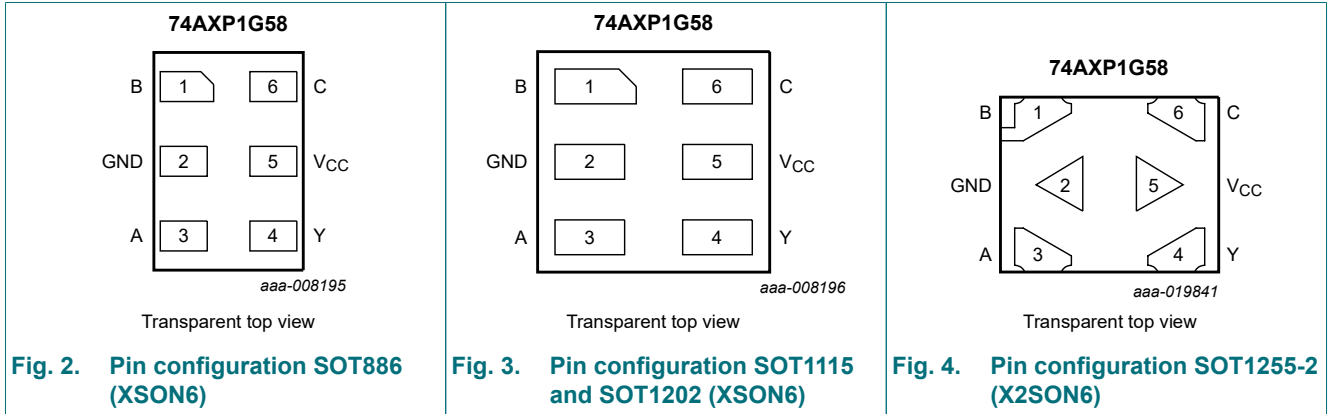 74AXP1G58
B 1 6 C
GND 2 5 VCC
A 3 4 Y
aaa-008195
Transparent top view
Fig. 2. Pin configuration SOT886
(XSON6)
74AXP1G58
B 1 6 C
GND 2 5 VCC
A 3 4 Y
aaa-008196
Transparent top view
Fig. 3. Pin configuration SOT1115
and SOT1202 (XSON6)
74AXP1G58
B 1 6 C
GND 2 5 VCC
A 3 4 Y
aaa-019841
Transparent top view
Fig. 4. Pin configuration SOT1255-2
(X2SON6)